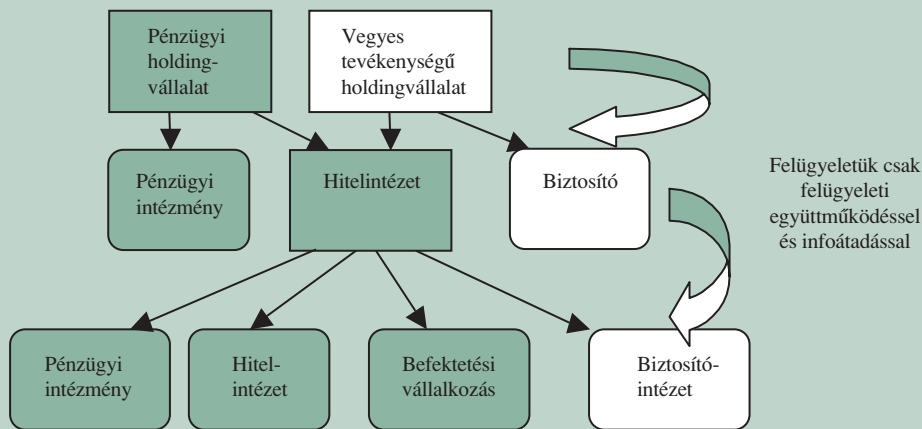 Pénzügyi
holding-
vállalat
Vegyes
tevékenységű
holdingvállalat
Pénzügyi
intézmény
Hitelintézet
Biztosító
Felügyeletük csak
felügyeleti
együttműködéssel
és infoátadással
Pénzügyi
intézmény
Hitel-
intézet
Befektetési
vállalkozás
Biztosító-
intézet